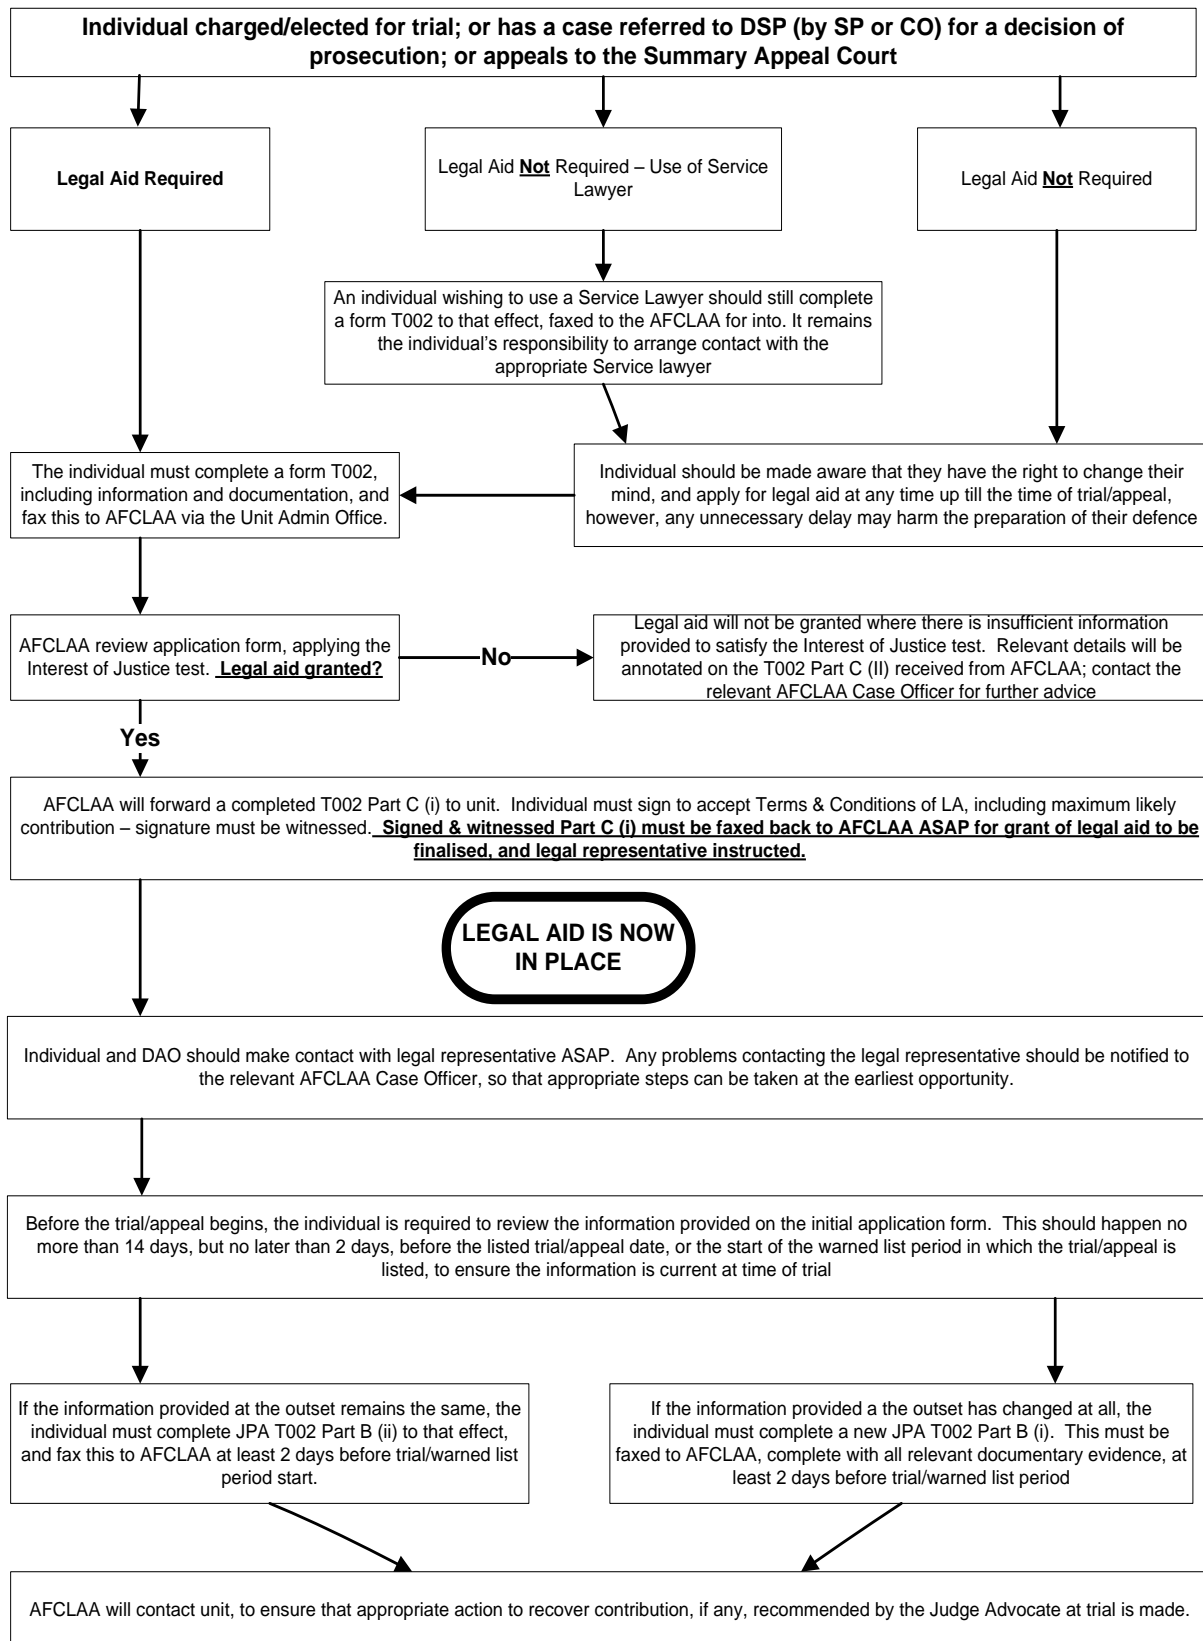 Individual charged/elected for trial; or has a case referred to DSP (by SP or CO) for a decision of
prosecution; or appeals to the Summary Appeal Court
Legal Aid Required
Legal Aid Not Required – Use of Service
Lawyer
Legal Aid Not Required
An individual wishing to use a Service Lawyer should still complete
a form T002 to that effect, faxed to the AFCLAA for into. It remains
the individual's responsibility to arrange contact with the
appropriate Service lawyer
The individual must complete a form T002,
including information and documentation, and
fax this to AFCLAA via the Unit Admin Office.
Individual should be made aware that they have the right to change their
mind, and apply for legal aid at any time up till the time of trial/appeal,
however, any unnecessary delay may harm the preparation of their defence
AFCLAA review application form, applying the
Interest of Justice test. Legal aid granted?
No
Legal aid will not be granted where there is insufficient information
provided to satisfy the Interest of Justice test. Relevant details will be
annotated on the T002 Part C (II) received from AFCLAA; contact the
relevant AFCLAA Case Officer for further advice
Yes
AFCLAA will forward a completed T002 Part C (i) to unit. Individual must sign to accept Terms & Conditions of LA, including maximum likely
contribution – signature must be witnessed. Signed & witnessed Part C (i) must be faxed back to AFCLAA ASAP for grant of legal aid to be
finalised, and legal representative instructed.
LEGAL AID IS NOW
IN PLACE
Individual and DAO should make contact with legal representative ASAP. Any problems contacting the legal representative should be notified to
the relevant AFCLAA Case Officer, so that appropriate steps can be taken at the earliest opportunity.
Before the trial/appeal begins, the individual is required to review the information provided on the initial application form. This should happen no
more than 14 days, but no later than 2 days, before the listed trial/appeal date, or the start of the warned list period in which the trial/appeal is
listed, to ensure the information is current at time of trial
If the information provided at the outset remains the same, the
individual must complete JPA T002 Part B (ii) to that effect,
and fax this to AFCLAA at least 2 days before trial/warned list
period start.
If the information provided a the outset has changed at all, the
individual must complete a new JPA T002 Part B (i). This must be
faxed to AFCLAA, complete with all relevant documentary evidence, at
least 2 days before trial/warned list period
AFCLAA will contact unit, to ensure that appropriate action to recover contribution, if any, recommended by the Judge Advocate at trial is made.